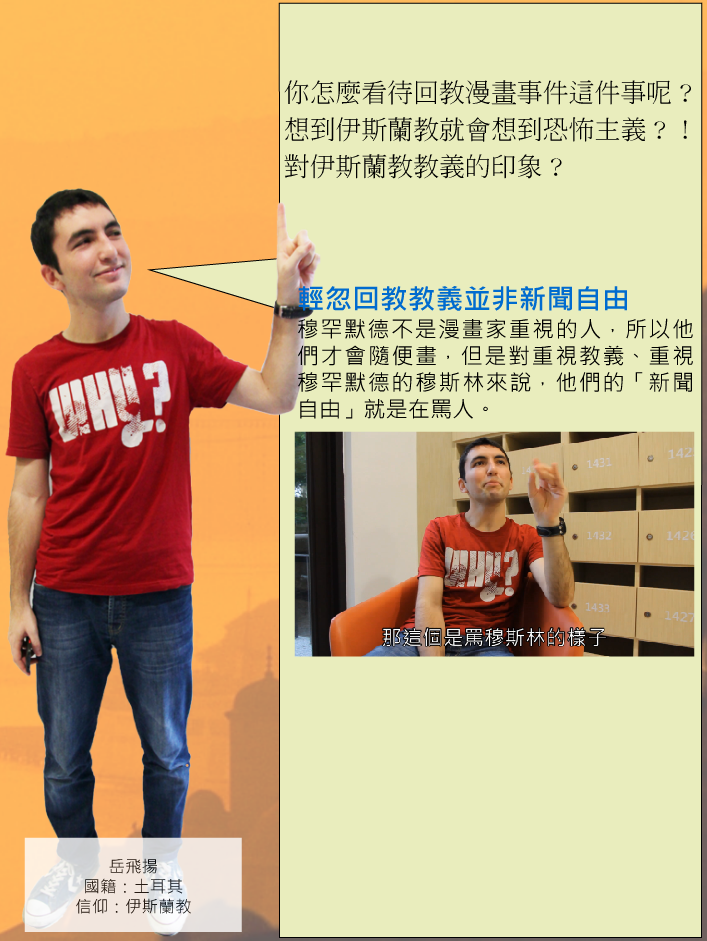 你怎麼看待回教漫畫事件這件事呢？
想到伊斯蘭教就會想到恐怖主義？！
對伊斯蘭教教義的印象？
輕忽回教教義並非新聞自由
穆罕默德不是漫畫家重視的人，所以他
們才會隨便畫，但是對重視教義、重視
穆罕默德的穆斯林來說，他們的「新聞
自由」就是在罵人。
WHY?
1431
142
1432
1426
WHY?
1433
1427
那這個是罵穆斯林的樣子
岳飛揚
國籍：土耳其
信仰：伊斯蘭教